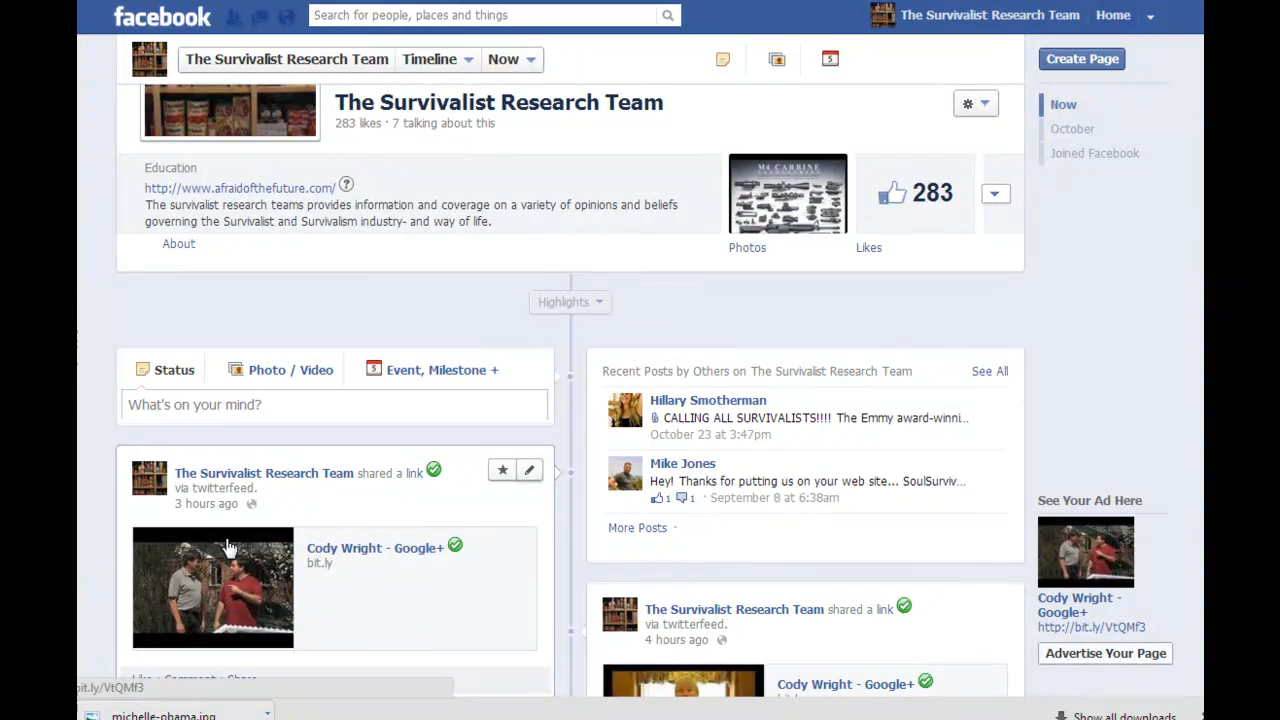 facebook
Search for people, places and things
The Survivalist Research Team
Home
The Survivalist Research Team
Timeline
Now
5
Create Page
The Survivalist Research Team
283 likes · 7 talking about this
Now
October
Joined Facebook
Education
http://www.afraidofthefuture.com/ ?
The survivalist research teams provides information and coverage on a variety of opinions and beliefs
governing the Survivalist and Survivalism industry- and way of life.
About
M4 CARBINE
Photos
283
Likes
Highlights
Status
Photo / Video
5
Event, Milestone +
What's on your mind?
The Survivalist Research Team shared a link
via twitterfeed.
3 hours ago
Cody Wright - Google+
bit.ly
Like · Comment · Share
Recent Posts by Others on The Survivalist Research Team
See All
Hillary Smotherman
CALLING ALL SURVIVALISTS!!!! The Emmy award-winni...
October 23 at 3:47pm
Mike Jones
Hey! Thanks for putting us on your web site... SoulSurviv...
1 1 · September 8 at 6:38am
More Posts
The Survivalist Research Team shared a link
via twitterfeed.
4 hours ago
Cody Wright - Google+
See Your Ad Here
Cody Wright -
Google+
http://bit.ly/VtQMf3
Advertise Your Page
bit.ly/VtQMf3
michelle-obama.jpg
Show all downloads